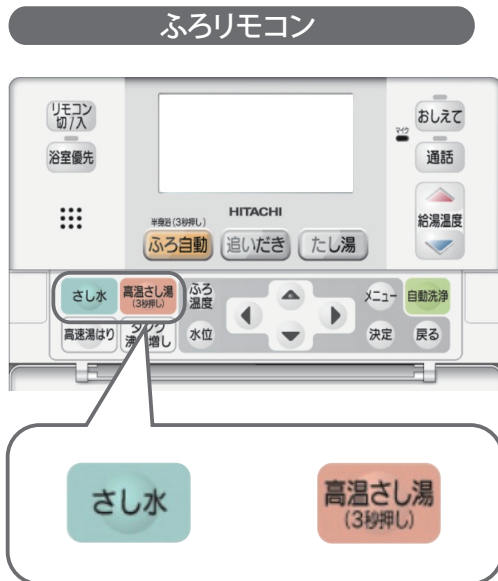 ふろリモコン
リモコン
切/入
おしえて
マイク
浴室優先
通話
HITACHI
半身浴(3秒押し)
給湯温度
ふろ自動
追いだき
たし湯
さし水
高温さし湯
(3秒押し)
ふろ
温度
メニュー
自動洗浄
高速湯はり
タンク
沸き増し
水位
決定
戻る
さし水
高温さし湯
(3秒押し)